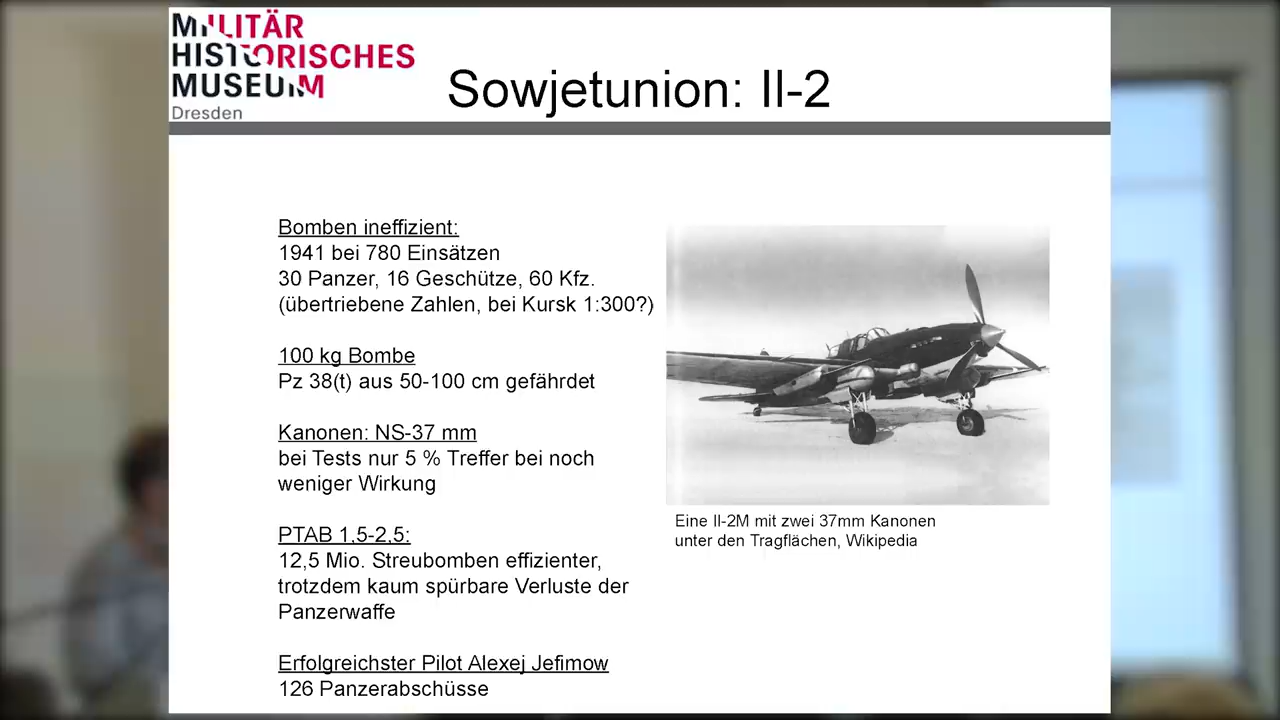 MILITÄR
HISTORISCHES
MUSEUM
Dresden
Sowjetunion: Il-2
Bomben ineffizient:
1941 bei 780 Einsätzen
30 Panzer, 16 Geschütze, 60 Kfz.
(übertriebene Zahlen, bei Kursk 1:300?)
100 kg Bombe
Pz 38(t) aus 50-100 cm gefährdet
Kanonen: NS-37 mm
bei Tests nur 5 % Treffer bei noch
weniger Wirkung
PTAB 1,5-2,5:
12,5 Mio. Streubomben effizienter,
trotzdem kaum spürbare Verluste der
Panzerwaffe
Erfolgreichster Pilot Alexej Jefimow
126 Panzerabschüsse
Eine Il-2M mit zwei 37mm Kanonen
unter den Tragflächen, Wikipedia